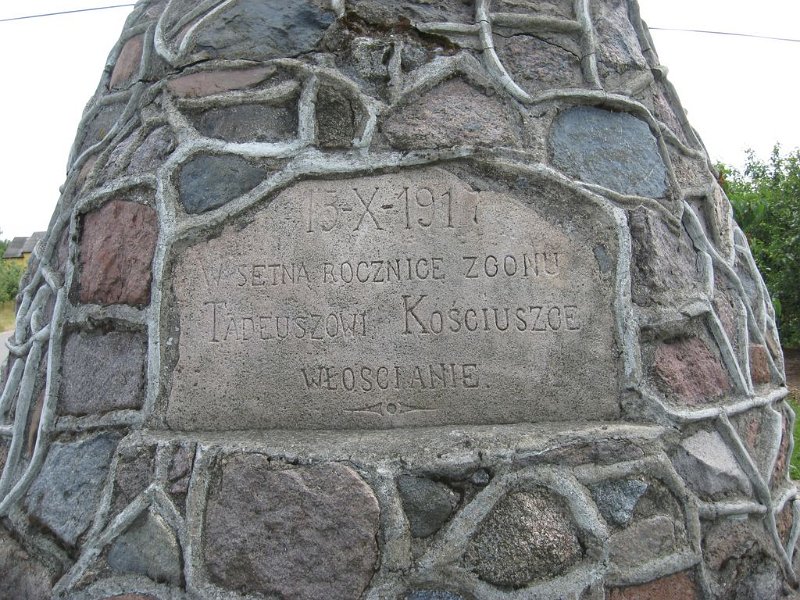 15-X-1917
W SETNĄ ROCZNICĘ ZGONU
TADEUSZOWI KOŚCIUSZCE
WŁOŚCIANIE.